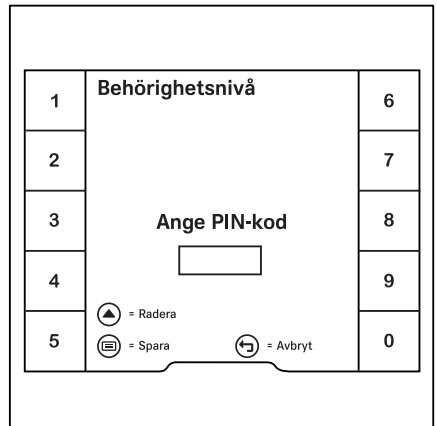 Behörighetsnivå
1
6
2
7
3
Ange PIN-kod
8
4
9
= Radera
5
= Spara
= Avbryt
0